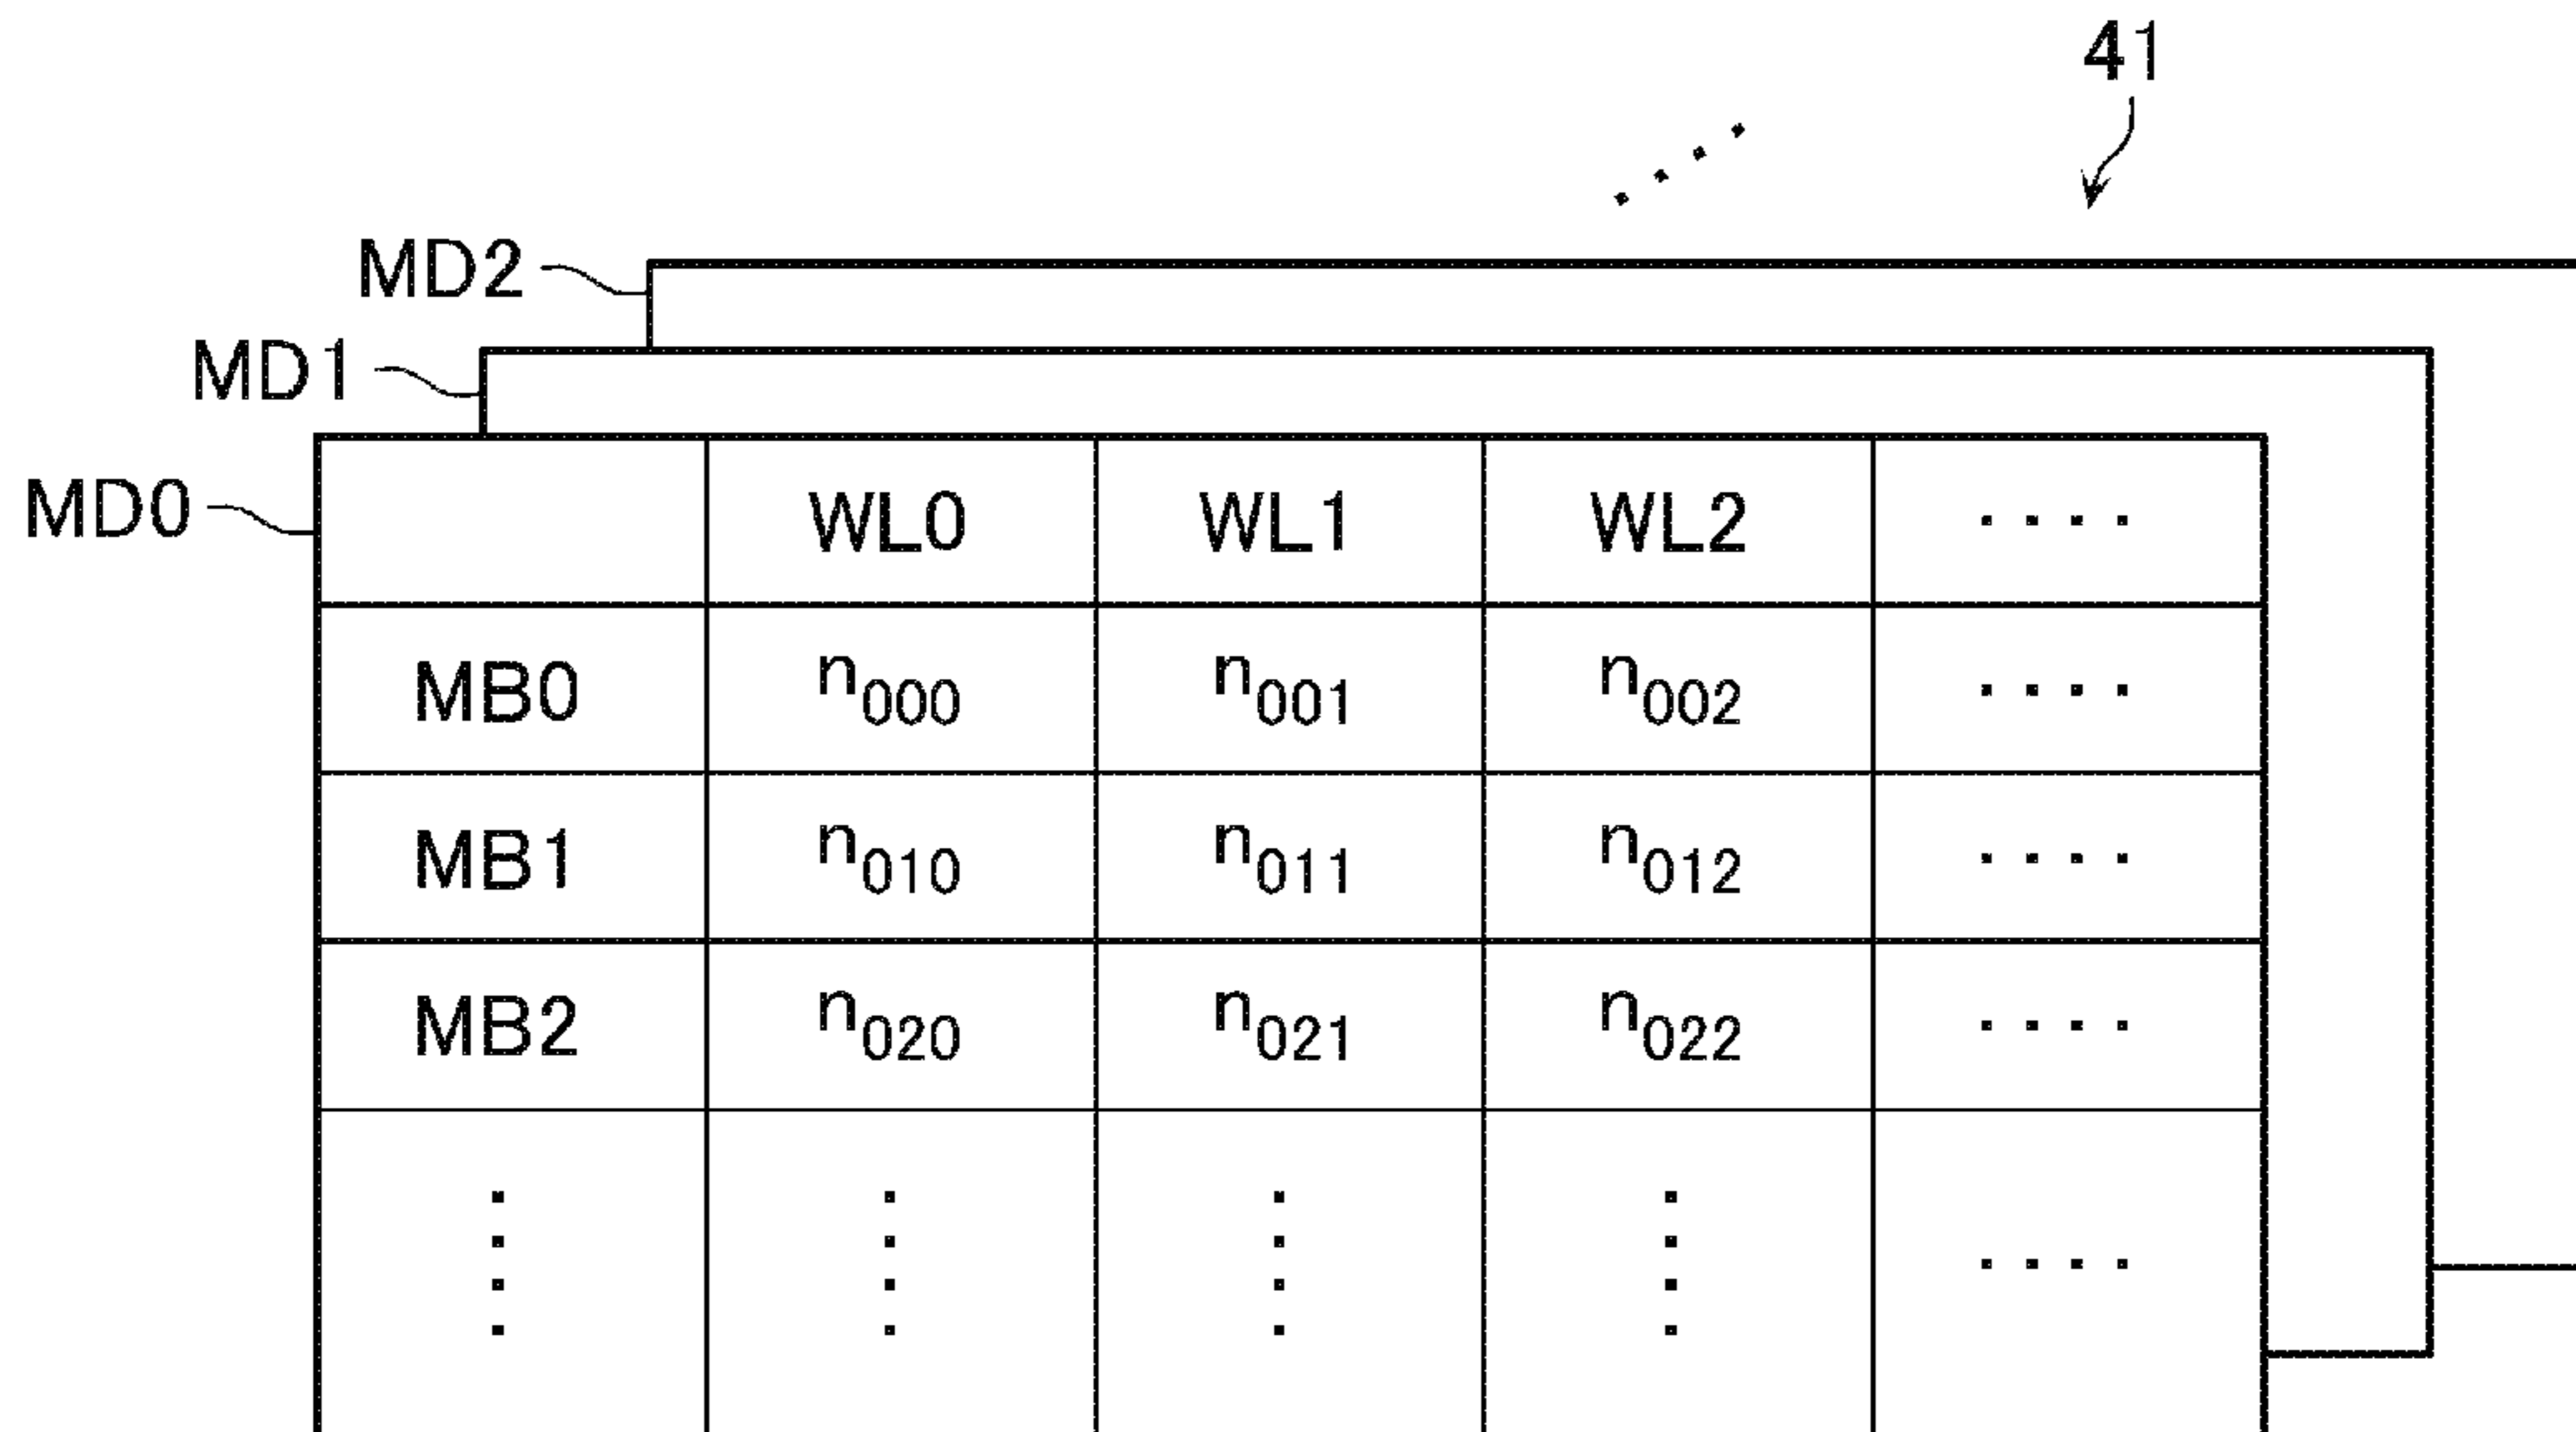 41
MD2
MD1
MD0
WL0 WL1 WL2 ....
MB0 n000 n001 n002 ....
MB1 n010 n011 n012 ....
MB2 n020 n021 n022 ....
....